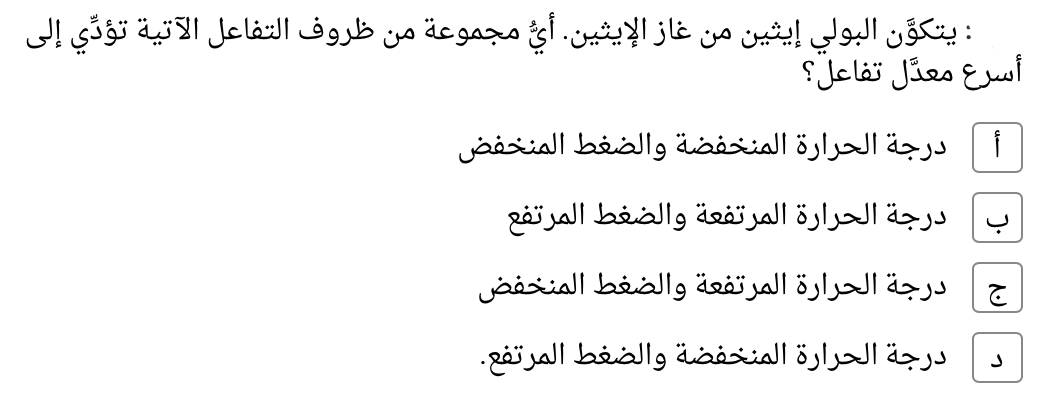 : يتكوَّن البولي إيثين من غاز الإيثين. أيُّ مجموعة من ظروف التفاعل الآتية تؤدِّي إلى
أسرع معدَّل تفاعل؟
أ درجة الحرارة المنخفضة والضغط المنخفض
ب درجة الحرارة المرتفعة والضغط المرتفع
ج درجة الحرارة المرتفعة والضغط المنخفض
د درجة الحرارة المنخفضة والضغط المرتفع.